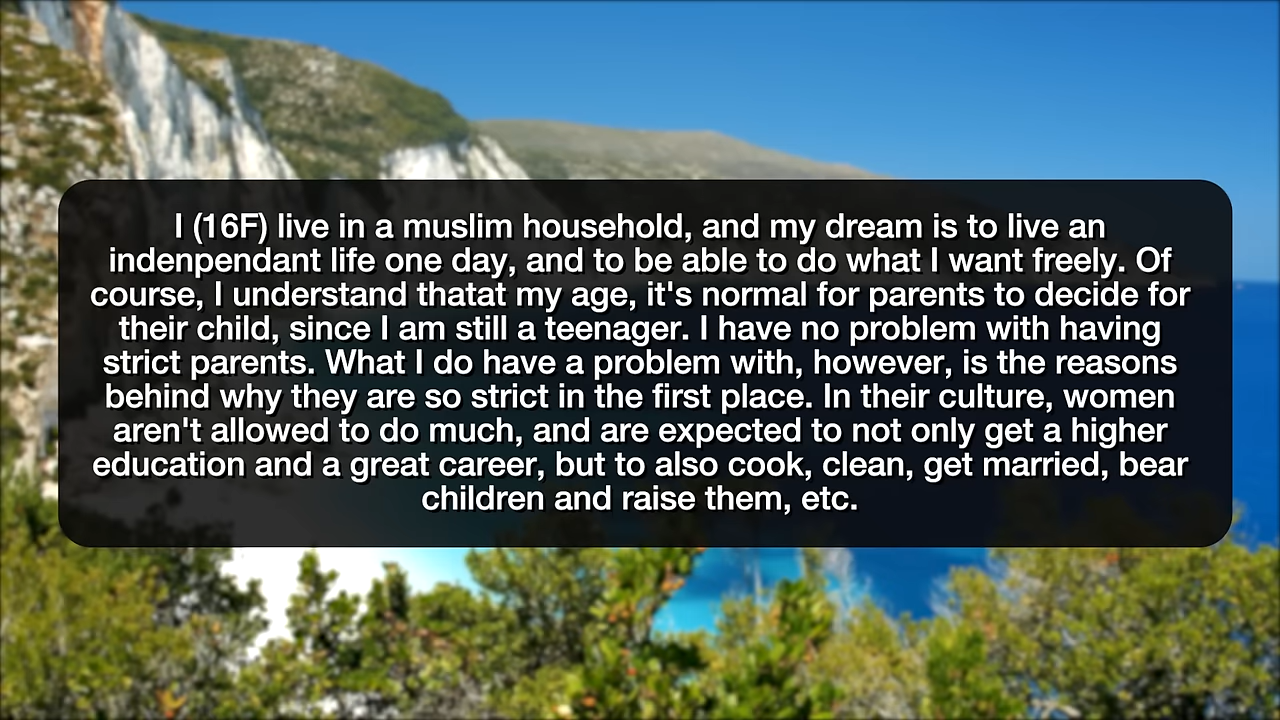 I (16F) live in a muslim household, and my dream is to live an
indenpendant life one day, and to be able to do what I want freely. Of
course, I understand thatat my age, it's normal for parents to decide for
their child, since I am still a teenager. I have no problem with having
strict parents. What I do have a problem with, however, is the reasons
behind why they are so strict in the first place. In their culture, women
aren't allowed to do much, and are expected to not only get a higher
education and a great career, but to also cook, clean, get married, bear
children and raise them, etc.